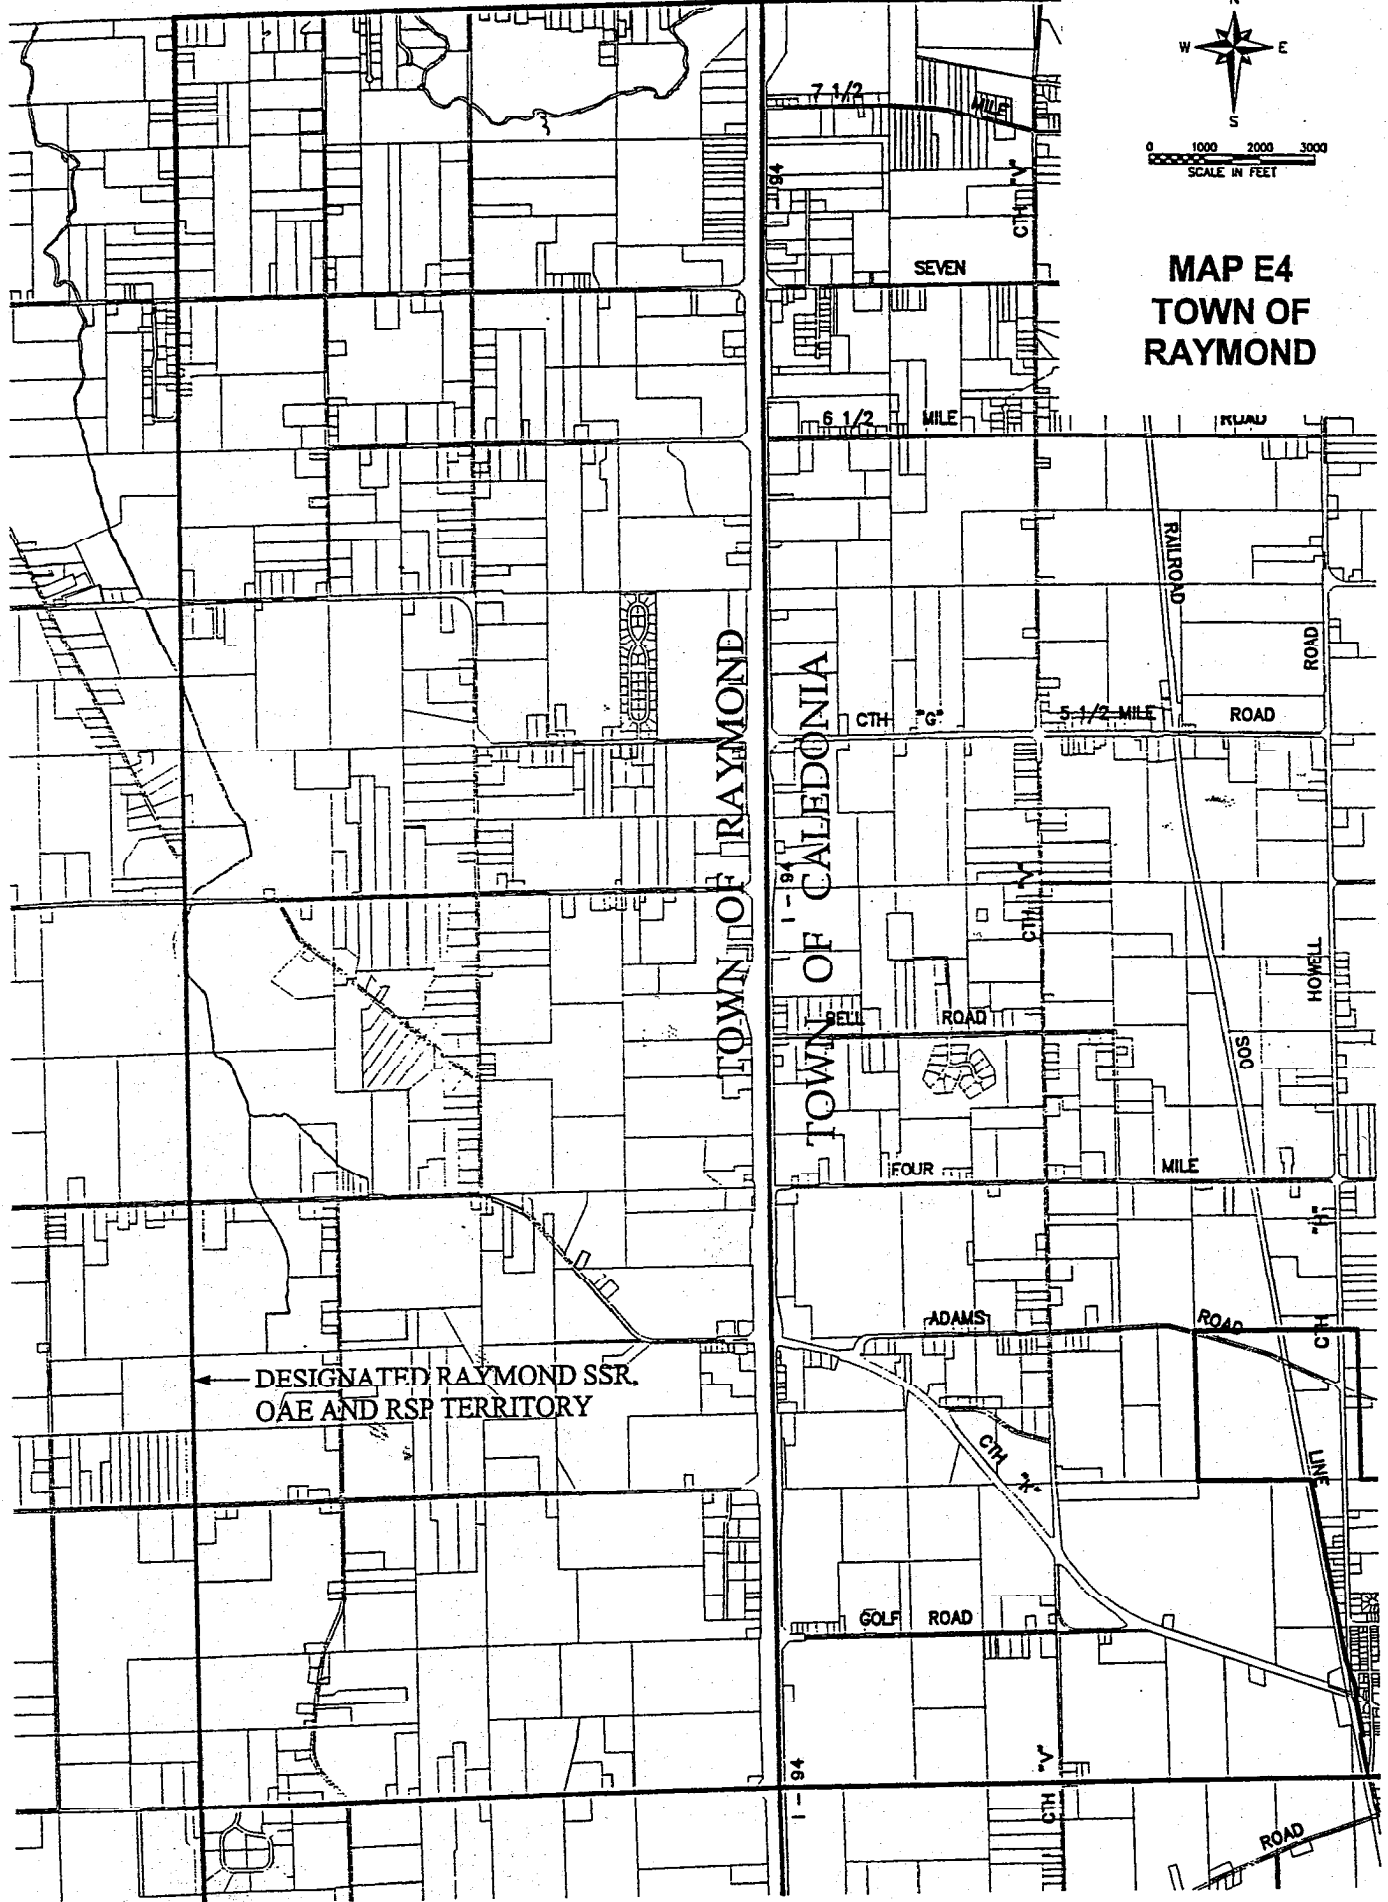 N
W E
S
0 1000 2000 3000
SCALE IN FEET
MAP E4
TOWN OF
RAYMOND
7 1/2
MILE
94
CTH "V"
SEVEN
6 1/2 MILE ROAD
RAILROAD
ROAD
TOWN OF RAYMOND
TOWN OF CALEDONIA
CTH "G" 5 1/2 MILE ROAD
I-94
CTH "V"
HOWELL
BELL ROAD
SOO
FOUR MILE
"H"
CTH
ADAMS ROAD
DESIGNATED RAYMOND SSR,
OAE AND RSP TERRITORY
CTH "K"
LINE
GOLF ROAD
I-94
CTH "V"
ROAD